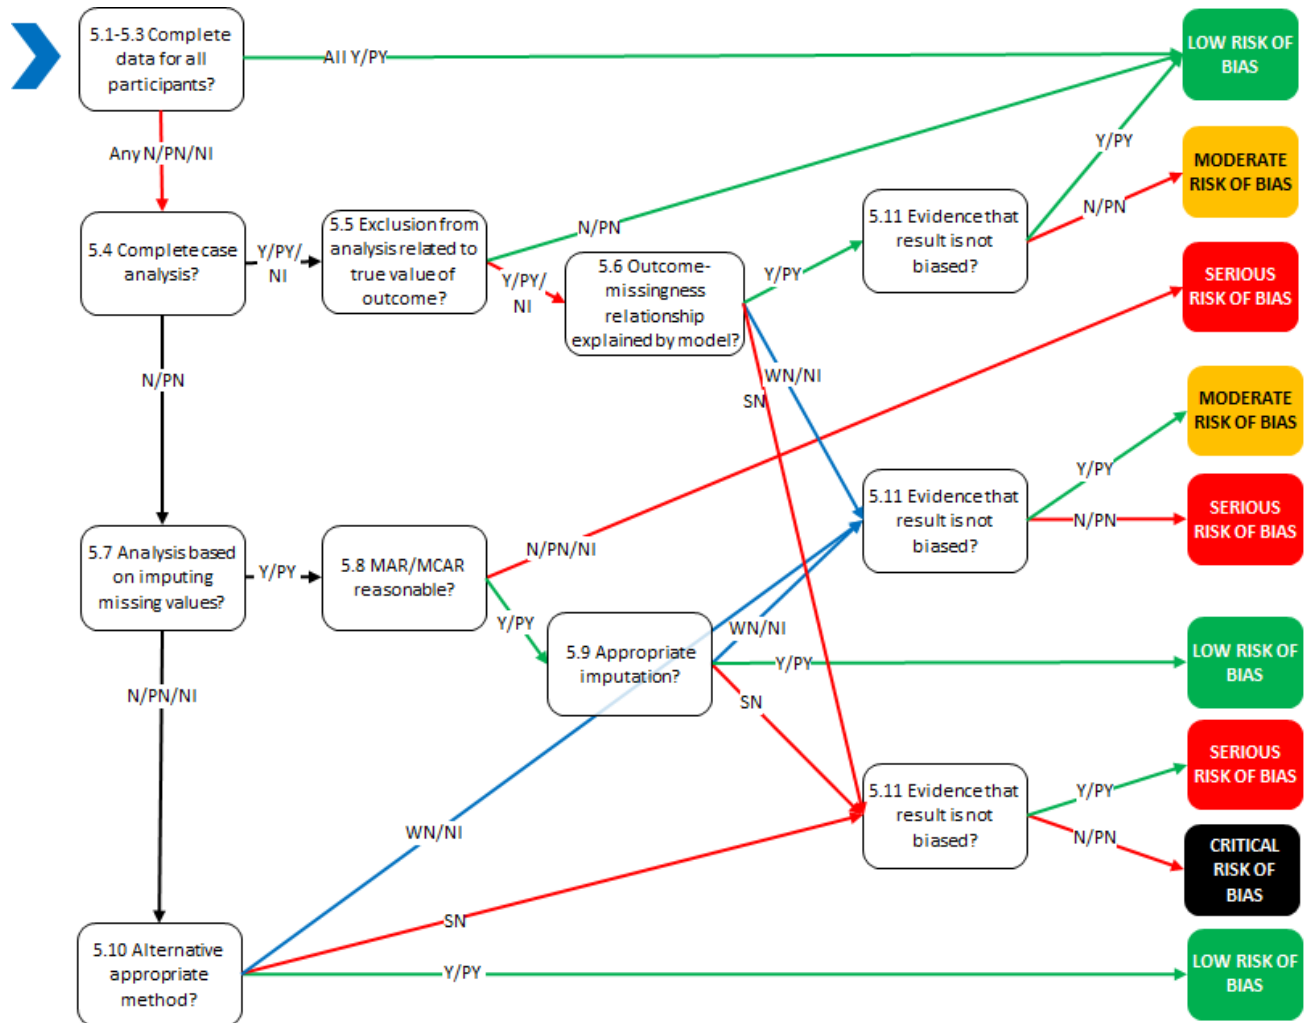 5.1-5.3 Complete
data for all
participants?
All Y/PY
LOW RISK OF
BIAS
Any N/PN/NI
Y/PY
MODERATE
RISK OF BIAS
N/PN
5.4 Complete case
analysis?
Y/PY/
NI
5.5 Exclusion from
analysis related to
true value of
outcome?
N/PN
Y/PY/
NI
5.6 Outcome-
missingness
relationship
explained by model?
Y/PY
5.11 Evidence that
result is not
biased?
SERIOUS
RISK OF BIAS
WN/NI
SN
N/PN
MODERATE
RISK OF BIAS
Y/PY
5.11 Evidence that
result is not
biased?
N/PN
SERIOUS
RISK OF BIAS
5.7 Analysis based
on imputing
missing values?
Y/PY
5.8 MAR/MCAR
reasonable?
N/PN/NI
Y/PY
5.9 Appropriate
imputation?
WN/NI
Y/PY
LOW RISK OF
BIAS
SN
N/PN/NI
5.11 Evidence that
result is not
biased?
Y/PY
SERIOUS
RISK OF BIAS
N/PN
CRITICAL
RISK OF
BIAS
WN/NI
SN
5.10 Alternative
appropriate
method?
Y/PY
LOW RISK OF
BIAS